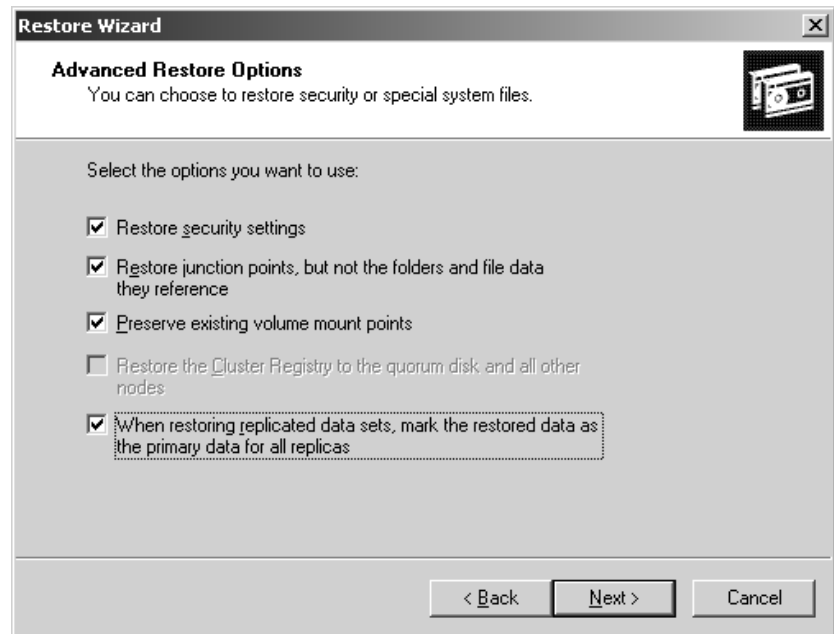 Restore Wizard
Advanced Restore Options
You can choose to restore security or special system files.
Select the options you want to use:
Restore security settings
Restore junction points, but not the folders and file data
they reference
Preserve existing volume mount points
Restore the Cluster Registry to the quorum disk and all other
nodes
When restoring replicated data sets, mark the restored data as
the primary data for all replicas
< Back
Next >
Cancel